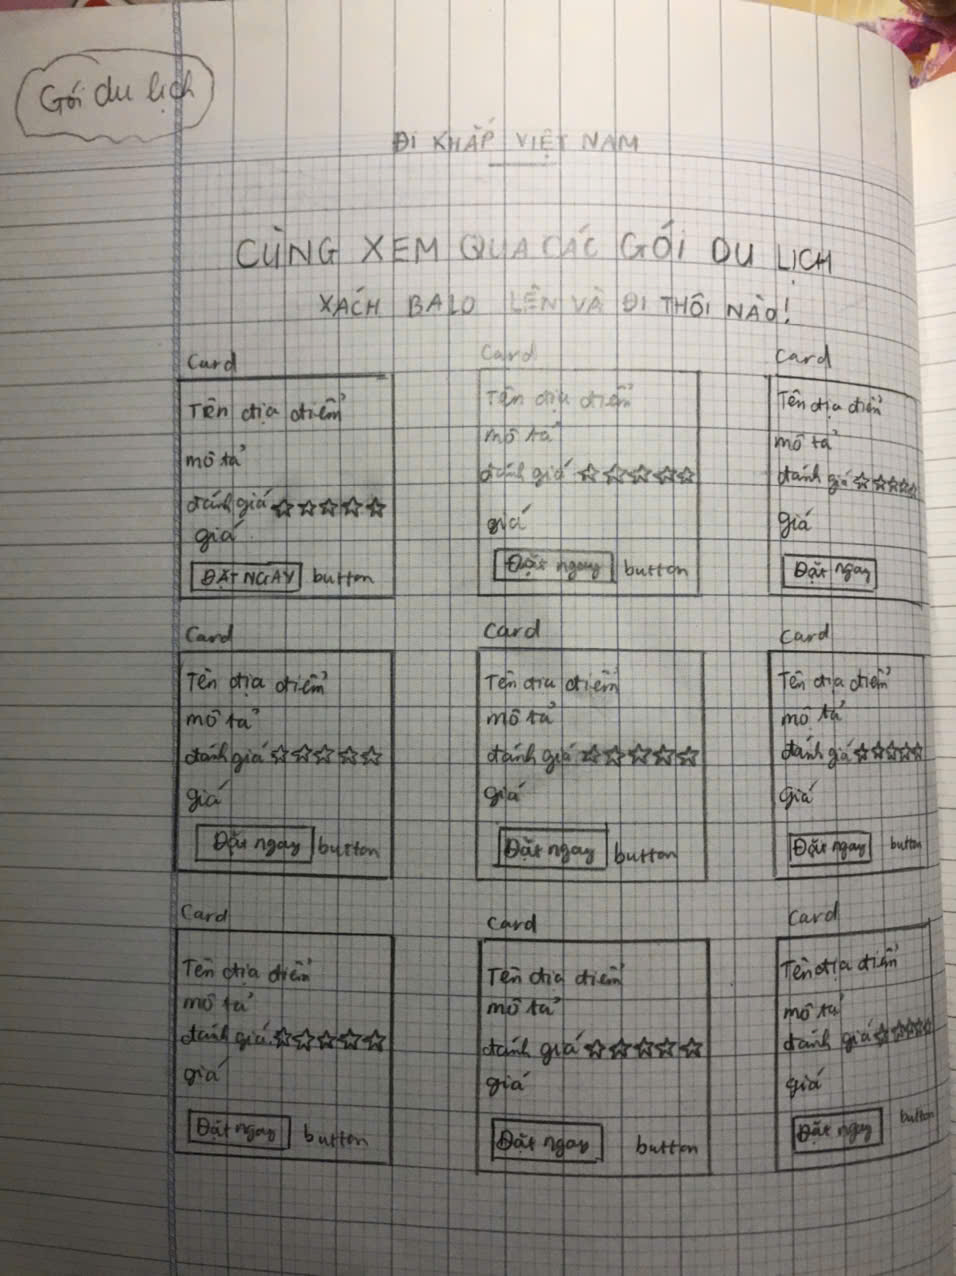 Gói du lịch
ĐI KHẮP VIỆT NAM
CÙNG XEM QUA CÁC GÓI DU LỊCH
XÁCH BALO LÊN VÀ ĐI THÔI NÀO!
Card
Tên địa điểm
mô tả
đánh giá ☆☆☆☆☆
giá
ĐẶT NGAY button
Card
Tên địa điểm
mô tả
đánh giá ☆☆☆☆☆
giá
Đặt ngay button
Card
Tên địa điểm
mô tả
đánh giá ☆☆☆☆☆
giá
Đặt ngay
Card
Tên địa điểm
mô tả
đánh giá ☆☆☆☆☆
giá
Đặt ngay button
Card
Tên địa điểm
mô tả
đánh giá ☆☆☆☆☆
giá
Đặt ngay button
Card
Tên địa điểm
mô tả
đánh giá ☆☆☆☆☆
giá
Đặt ngay button
Card
Tên địa điểm
mô tả
đánh giá ☆☆☆☆☆
giá
Đặt ngay button
Card
Tên địa điểm
mô tả
đánh giá ☆☆☆☆☆
giá
Đặt ngay button
Card
Tên địa điểm
mô tả
đánh giá ☆☆☆☆☆
giá
Đặt ngay button